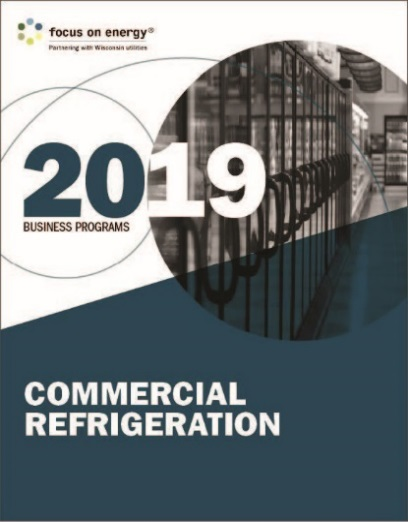 focus on energy®
Partnering with Wisconsin utilities
2019
BUSINESS PROGRAMS
COMMERCIAL
REFRIGERATION